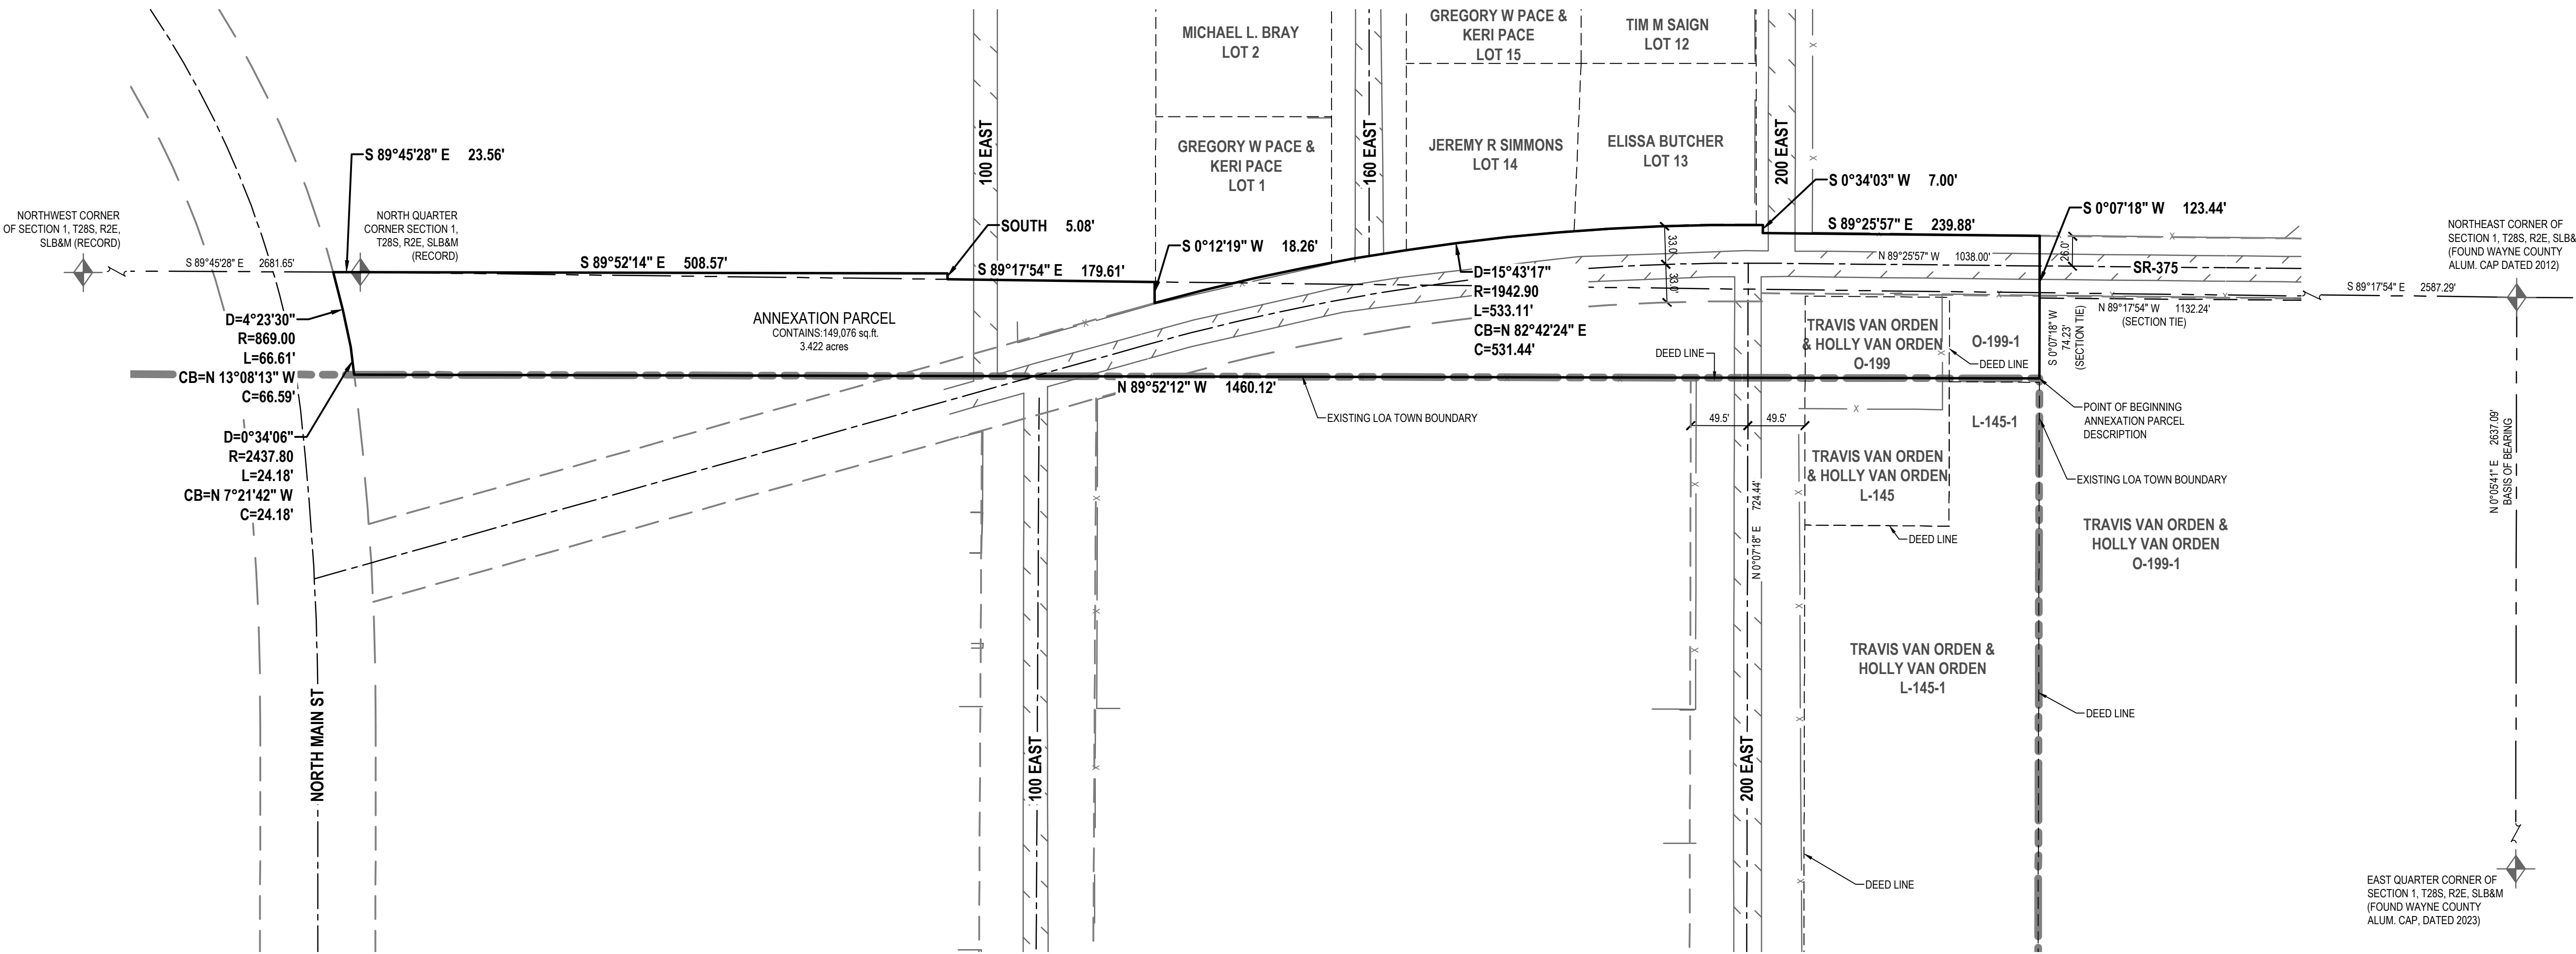 MICHAEL L. BRAY
LOT 2
GREGORY W PACE &
KERI PACE
LOT 15
TIM M SAIGN
LOT 12
100 EAST
GREGORY W PACE &
KERI PACE
LOT 1
160 EAST
JEREMY R SIMMONS
LOT 14
ELISSA BUTCHER
LOT 13
200 EAST
S 89°45'28" E 23.56'
NORTHWEST CORNER
OF SECTION 1, T28S, R2E,
SLB&M (RECORD)
NORTH QUARTER
CORNER SECTION 1,
T28S, R2E, SLB&M
(RECORD)
S 89°45'28" E 2681.65'
S 89°52'14" E 508.57'
SOUTH 5.08'
S 89°17'54" E 179.61'
S 0°12'19" W 18.26'
S 0°34'03" W 7.00'
S 89°25'57" E 239.88'
S 0°07'18" W 123.44'
NORTHEAST CORNER OF
SECTION 1, T28S, R2E, SLB&
(FOUND WAYNE COUNTY
ALUM. CAP DATED 2012)
33.0'
33.0'
N 89°25'57" W 1038.00'
26.0'
SR-375
S 89°17'54" E 2587.29'
N 89°17'54" W 1132.24'
(SECTION TIE)
D=15°43'17"
R=1942.90
L=533.11'
CB=N 82°42'24" E
C=531.44'
D=4°23'30"
R=869.00
L=66.61'
CB=N 13°08'13" W
C=66.59'
ANNEXATION PARCEL
CONTAINS:149,076 sq.ft.
3.422 acres
DEED LINE
TRAVIS VAN ORDEN
& HOLLY VAN ORDEN
O-199
O-199-1
DEED LINE
S 0°07'18" W
74.23'
(SECTION TIE)
N 89°52'12" W 1460.12'
EXISTING LOA TOWN BOUNDARY
49.5'
49.5'
POINT OF BEGINNING
ANNEXATION PARCEL
DESCRIPTION
L-145-1
D=0°34'06"
R=2437.80
L=24.18'
CB=N 7°21'42" W
C=24.18'
TRAVIS VAN ORDEN
& HOLLY VAN ORDEN
L-145
EXISTING LOA TOWN BOUNDARY
N 0°05'41" E 2637.09'
BASIS OF BEARING
N 0°07'18" E 724.44'
DEED LINE
TRAVIS VAN ORDEN &
HOLLY VAN ORDEN
O-199-1
TRAVIS VAN ORDEN &
HOLLY VAN ORDEN
L-145-1
DEED LINE
NORTH MAIN ST
100 EAST
200 EAST
DEED LINE
EAST QUARTER CORNER OF
SECTION 1, T28S, R2E, SLB&M
(FOUND WAYNE COUNTY
ALUM. CAP, DATED 2023)